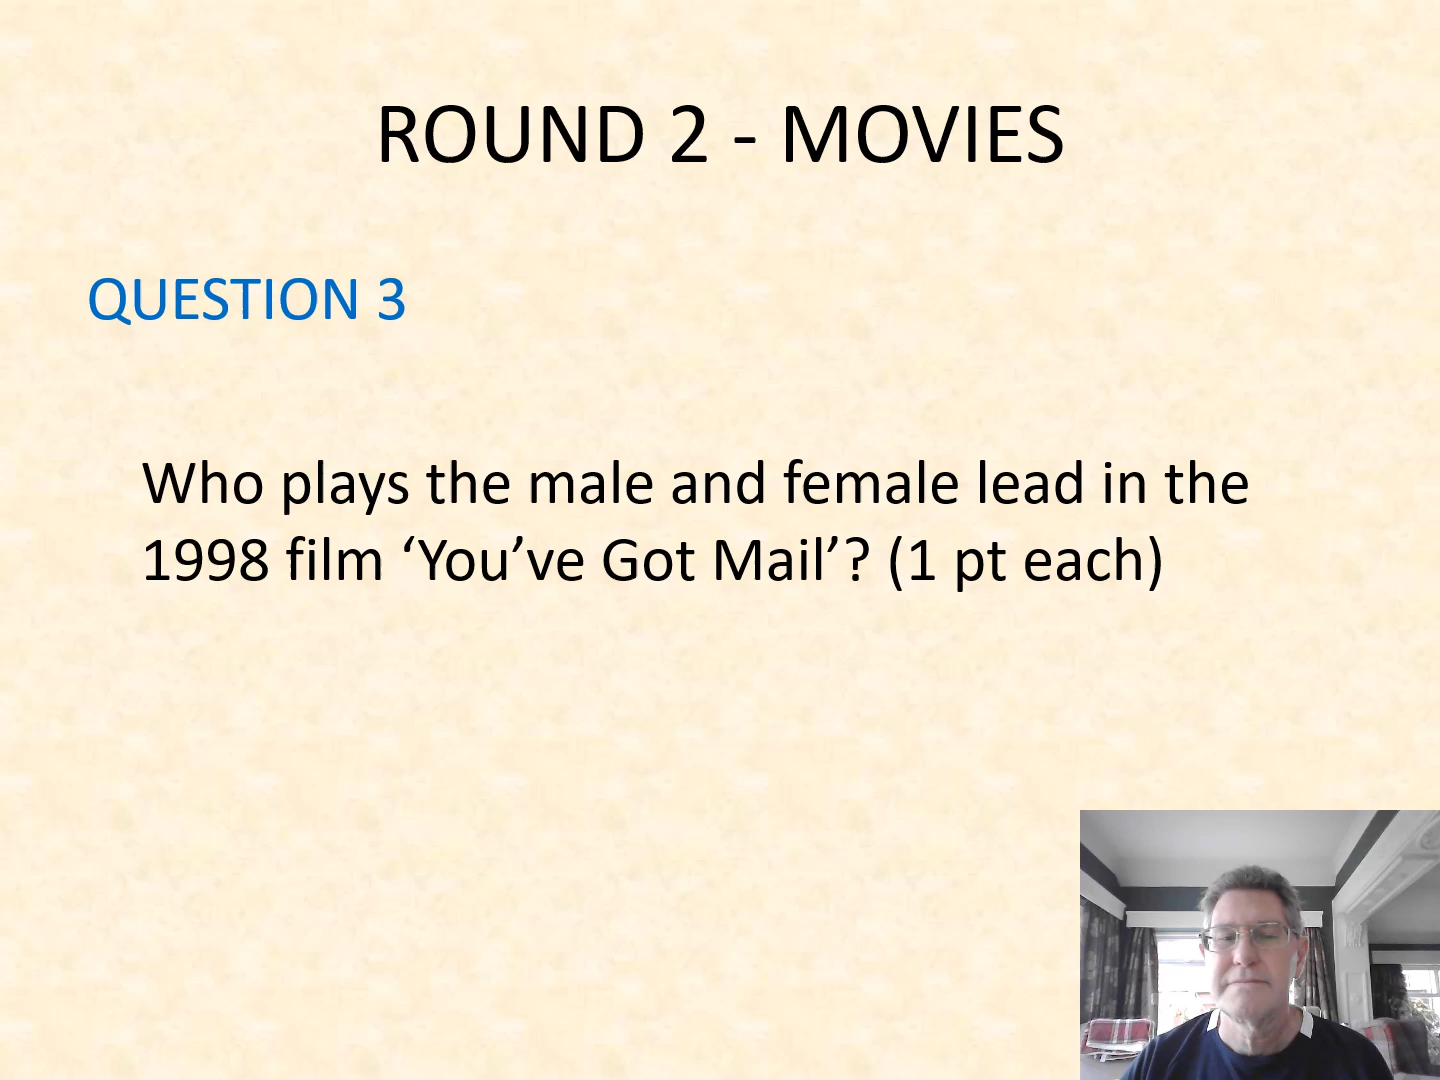 ROUND 2 - MOVIES
QUESTION 3
Who plays the male and female lead in the
1998 film ‘You’ve Got Mail’? (1 pt each)